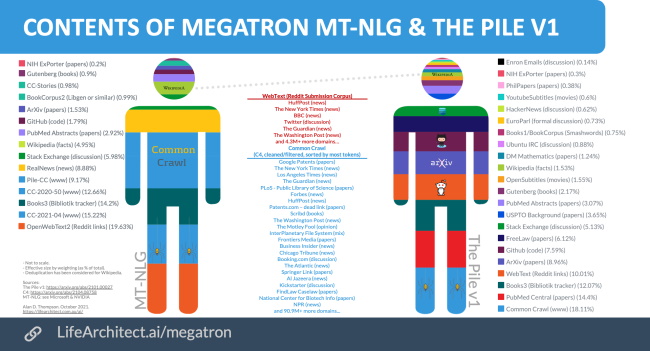 CONTENTS OF MEGATRON MT-NLG & THE PILE V1
NIH ExPorter (papers) (0.2%)
Gutenberg (books) (0.9%)
CC-Stories (0.98%)
BookCorpus2 (Libgen or similar) (0.99%)
ArXiv (papers) (1.53%)
GitHub (code) (1.79%)
PubMed Abstracts (papers) (2.92%)
Wikipedia (facts) (4.95%)
Stack Exchange (discussion) (5.98%)
RealNews (news) (8.88%)
Pile-CC (www) (9.17%)
CC-2020-50 (www) (12.66%)
Books3 (Bibliotik tracker) (14.2%)
CC-2021-04 (www) (15.22%)
OpenWebText2 (Reddit links) (19.63%)
- Not to scale.
- Effective size by weighting (as % of total).
- Deduplication has been considered for Wikipedia.
Sources:
The Pile v1: https://arxiv.org/abs/2101.00027
MT-NLG: see Microsoft & NVIDIA
Alan D. Thompson. October 2021.
https://lifearchitect.com.au/ai/
WIKIPEDIA
Common
Crawl
MT-NLG
WebText (Reddit Submission Corpus)
HuffPost (news)
The New York Times (news)
BBC (news)
Twitter (discussion)
The Guardian (news)
The Washington Post (news)
and 4.3M+ more domains...
Common Crawl
(C4, cleaned/filtered, sorted by most tokens)
Google Patents (papers)
The New York Times (news)
Los Angeles Times (news)
The Guardian (news)
PLoS - Public Library of Science (papers)
Forbes (news)
HuffPost (news)
Patents.com - dead link (papers)
Scribd (books)
The Washington Post (news)
The Motley Fool (opinion)
InterPlanetary File System (mix)
Frontiers Media (papers)
Business Insider (news)
Chicago Tribune (news)
Booking.com (discussion)
The Atlantic (news)
Springer Link (papers)
Al Jazeera (news)
Kickstarter (discussion)
FindLaw Caselaw (papers)
National Center for Biotech Info (papers)
NPR (news)
and 90.9M+ more domains...
WIKIPEDIA
arXiv
The Pile v1
Enron Emails (discussion) (0.14%)
NIH ExPorter (papers) (0.3%)
PhilPapers (papers) (0.38%)
YoutubeSubtitles (movies) (0.6%)
HackerNews (discussion) (0.62%)
EuroParl (formal discussion) (0.73%)
Books1/BookCorpus (Smashwords) (0.75%)
Ubuntu IRC (discussion) (0.88%)
DM Mathematics (papers) (1.24%)
Wikipedia (facts) (1.53%)
OpenSubtitles (movies) (1.55%)
Gutenberg (books) (2.17%)
PubMed Abstracts (papers) (3.07%)
USPTO Background (papers) (3.65%)
Stack Exchange (discussion) (5.13%)
FreeLaw (papers) (6.12%)
Github (code) (7.59%)
ArXiv (papers) (8.96%)
WebText (Reddit links) (10.01%)
Books3 (Bibliotik tracker) (12.07%)
PubMed Central (papers) (14.4%)
Common Crawl (www) (18.11%)
LifeArchitect.ai/megatron